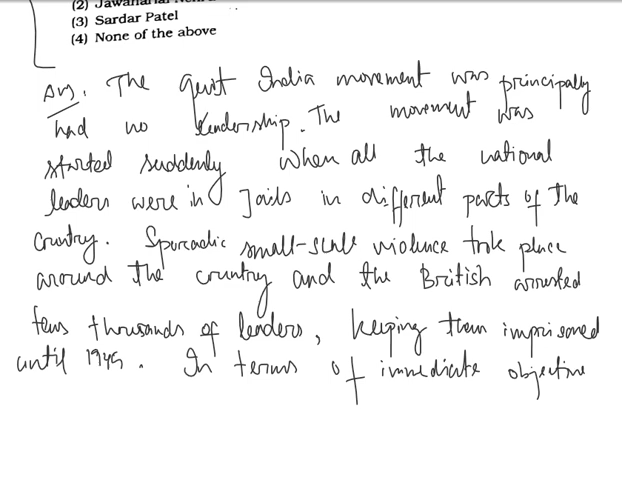 (2) Jawaharlal Nehru
(3) Sardar Patel
(4) None of the above
Ans. The quit India movement was principally
had no leadership. The movement was
started suddenly when all the national
leaders were in Jails in different parts of the
country. Sporadic small-scale violence took place
around the country and the British arrested
tens thousands of leaders, keeping them imprisoned
until 1945. In terms of immediate objective